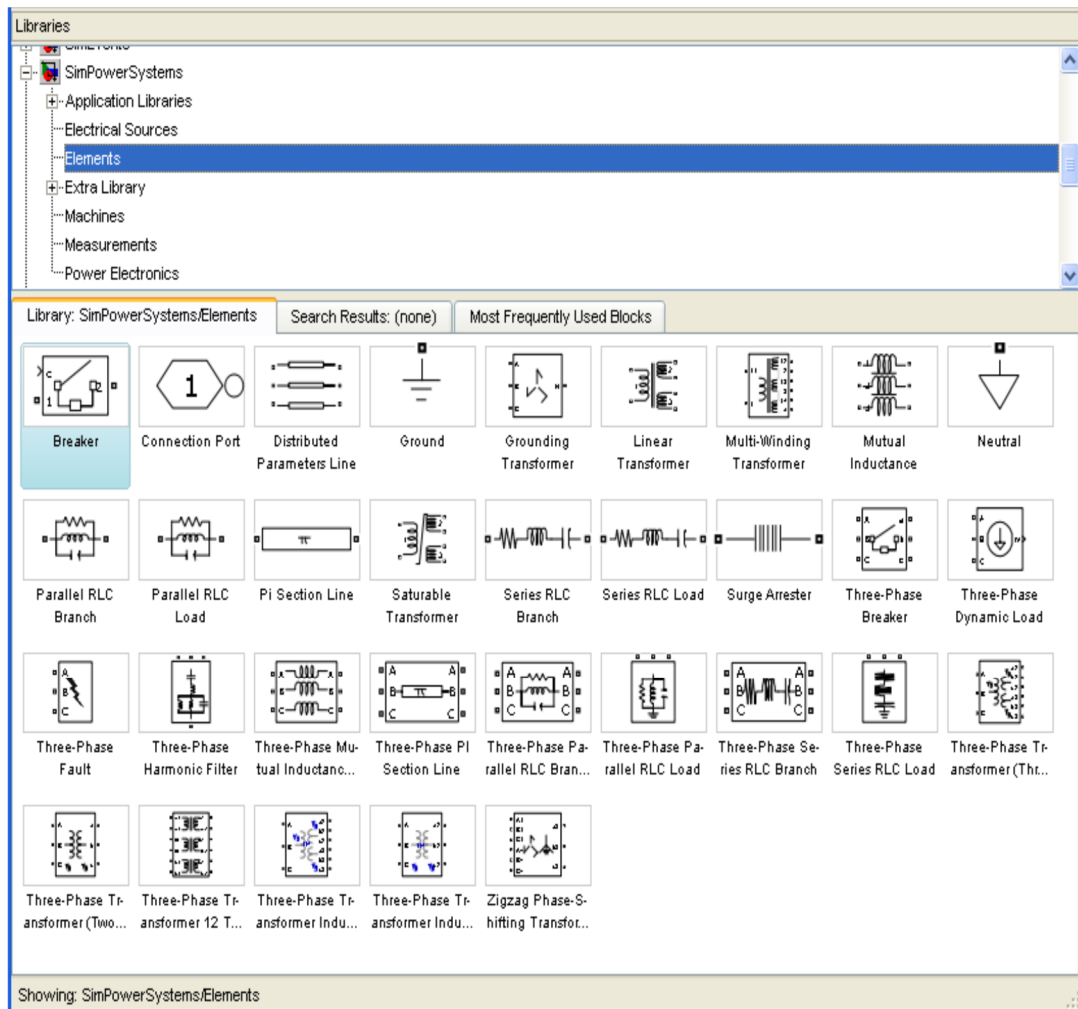 Libraries
SimPowerSystems
Application Libraries
Electrical Sources
Elements
Extra Library
Machines
Measurements
Power Electronics
Library: SimPowerSystems/Elements
Search Results: (none)
Most Frequently Used Blocks
Breaker
Connection Port
Distributed
Parameters Line
Ground
Grounding
Transformer
Linear
Transformer
Multi-Winding
Transformer
Mutual
Inductance
Neutral
Parallel RLC
Branch
Parallel RLC
Load
Pi Section Line
Saturable
Transformer
Series RLC
Branch
Series RLC Load
Surge Arrester
Three-Phase
Breaker
Three-Phase
Dynamic Load
Three-Phase
Fault
Three-Phase
Harmonic Filter
Three-Phase Mu-
tual Inductanc...
Three-Phase PI
Section Line
Three-Phase Pa-
rallel RLC Bran...
Three-Phase Pa-
rallel RLC Load
Three-Phase Se-
ries RLC Branch
Three-Phase
Series RLC Load
Three-Phase Tr-
ansformer (Thr...
Three-Phase Tr-
ansformer (Two...
Three-Phase Tr-
ansformer 12 T...
Three-Phase Tr-
ansformer Indu...
Three-Phase Tr-
ansformer Indu...
Zigzag Phase-S-
hifting Transfor...
Showing: SimPowerSystems/Elements